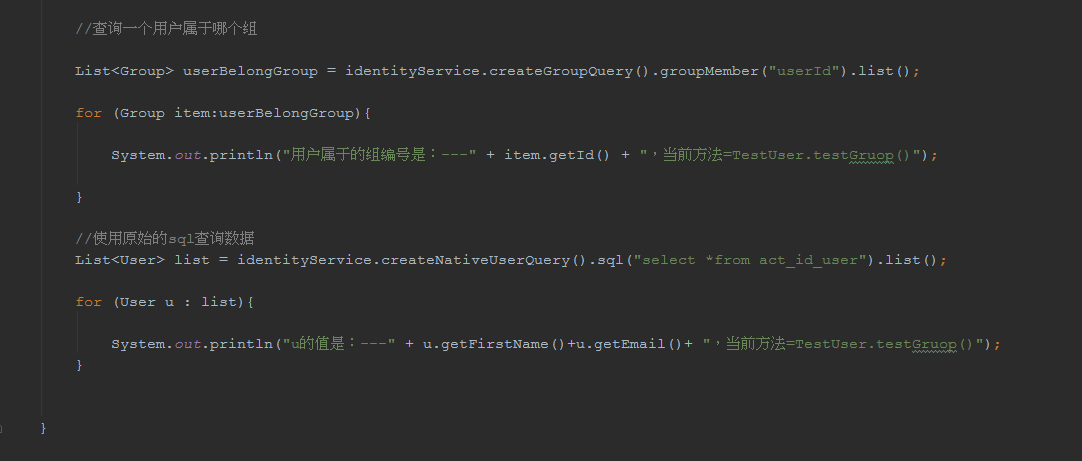 //查询一个用户属于哪个组
List<Group> userBelongGroup = identityService.createGroupQuery().groupMember("userId").list();
for (Group item:userBelongGroup){
System.out.println("用户属于的组编号是：---" + item.getId() + "，当前方法=TestUser.testGruop()");
}
//使用原始的sql查询数据
List<User> list = identityService.createNativeUserQuery().sql("select *from act_id_user").list();
for (User u : list){
System.out.println("u的值是：---" + u.getFirstName()+u.getEmail()+ "，当前方法=TestUser.testGruop()");
}
}